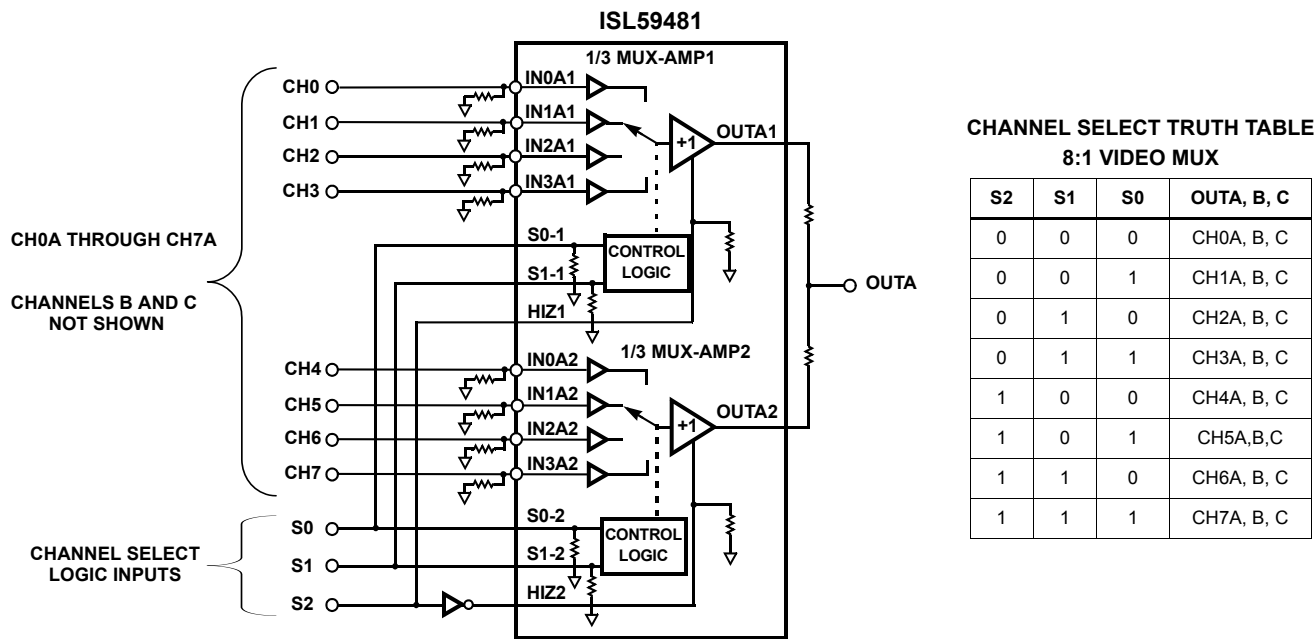 ISL59481
1/3 MUX-AMP1
CH0
CH1
CH2
CH3
IN0A1
IN1A1
IN2A1
IN3A1
+1
OUTA1
CH0A THROUGH CH7A
CHANNELS B AND C
NOT SHOWN
S0-1
S1-1
HIZ1
CONTROL
LOGIC
OUTA
1/3 MUX-AMP2
CH4
CH5
CH6
CH7
IN0A2
IN1A2
IN2A2
IN3A2
+1
OUTA2
CHANNEL SELECT
LOGIC INPUTS
S0
S1
S2
S0-2
S1-2
HIZ2
CONTROL
LOGIC
CHANNEL SELECT TRUTH TABLE
8:1 VIDEO MUX
S2 S1 S0 OUTA, B, C
0 0 0 CH0A, B, C
0 0 1 CH1A, B, C
0 1 0 CH2A, B, C
0 1 1 CH3A, B, C
1 0 0 CH4A, B, C
1 0 1 CH5A,B,C
1 1 0 CH6A, B, C
1 1 1 CH7A, B, C